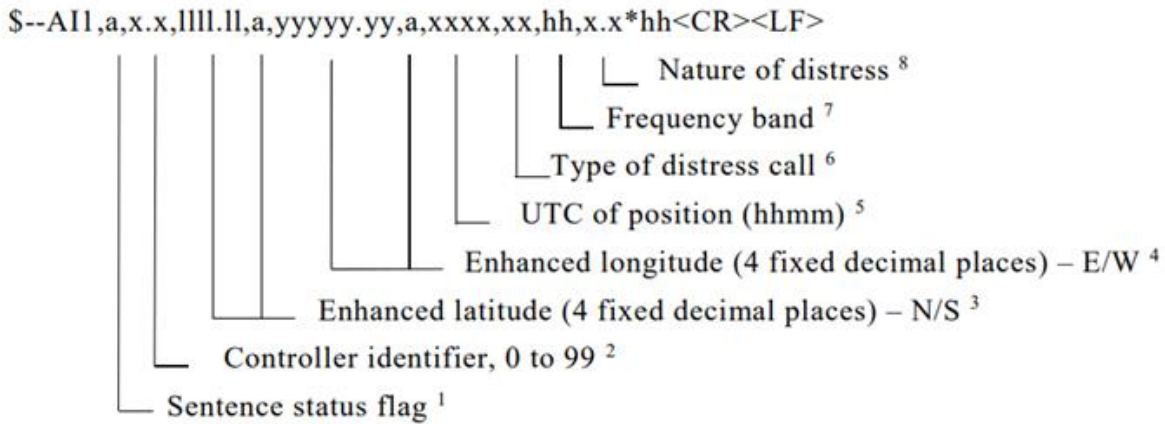 $--AI1,a,x.x,llll.ll,a,yyyyy.yy,a,xxxx,xx,hh,x.x*hh<CR><LF>
Nature of distress 8
Frequency band 7
Type of distress call 6
UTC of position (hhmm) 5
Enhanced longitude (4 fixed decimal places) – E/W 4
Enhanced latitude (4 fixed decimal places) – N/S 3
Controller identifier, 0 to 99 2
Sentence status flag 1